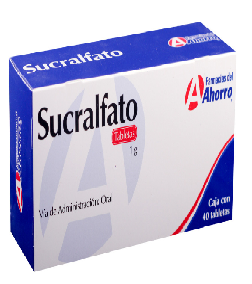 Sucralfato
Farmacias del
Ahorro
Sucralfato
Tabletas
1 g
Vía de Administración: Oral
Caja con
40 tabletas